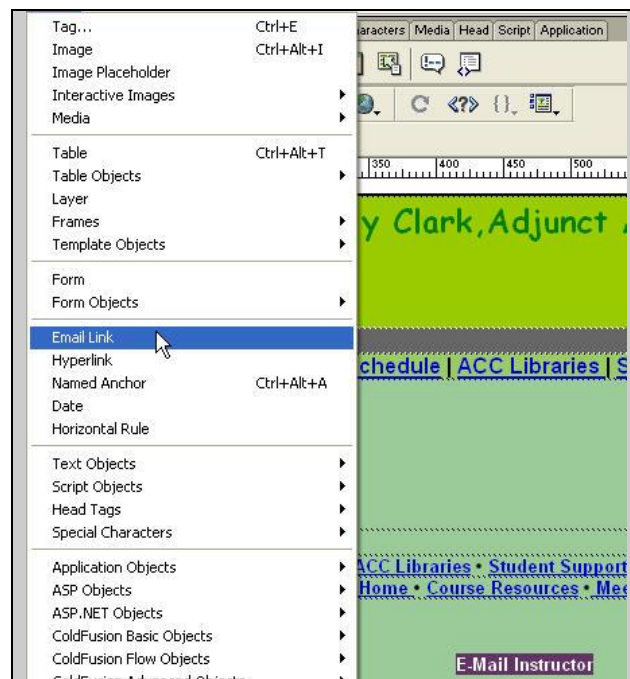 Tag... Ctrl+E
Image Ctrl+Alt+I
Image Placeholder
Interactive Images
Media
Table Ctrl+Alt+T
Table Objects
Layer
Frames
Template Objects
Form
Form Objects
Email Link
Hyperlink
Named Anchor Ctrl+Alt+A
Date
Horizontal Rule
Text Objects
Script Objects
Head Tags
Special Characters
Application Objects
ASP Objects
ASP.NET Objects
ColdFusion Basic Objects
ColdFusion Flow Objects
Media Head Script Application
350 400 450 500
y Clark,Adjunct
chedule | ACC Libraries | S
ACC Libraries • Student Support
Home • Course Resources • Mee
E-Mail Instructor